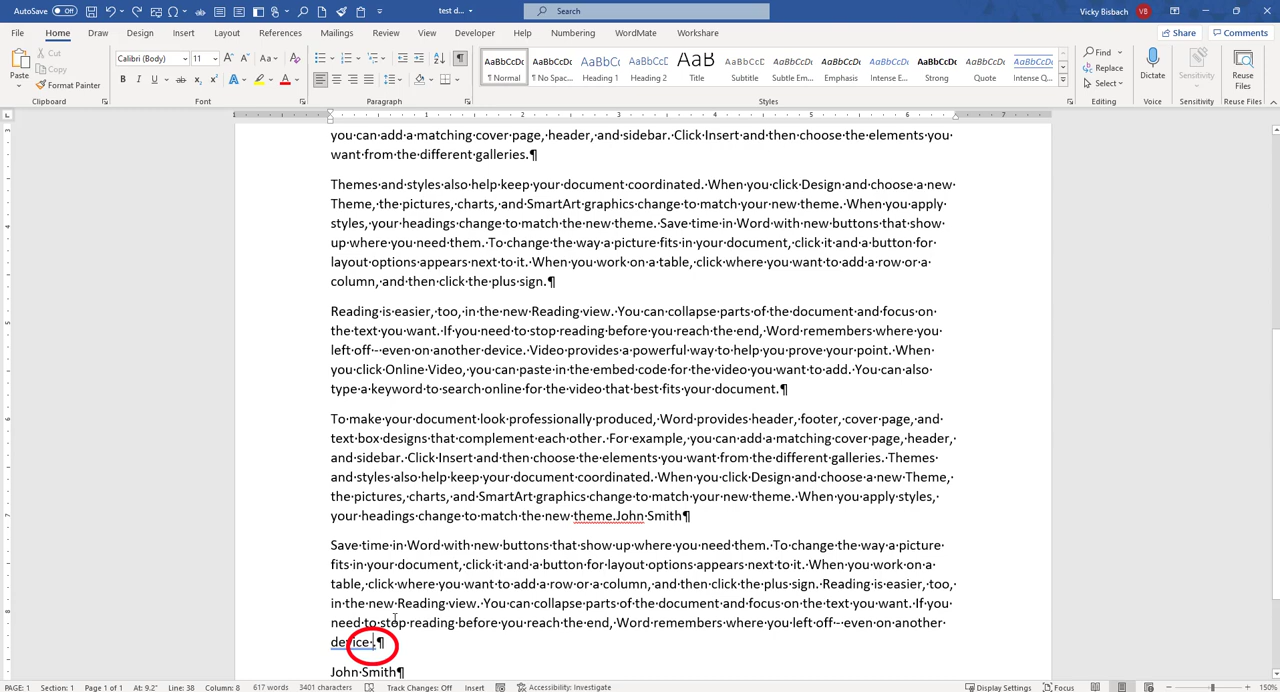 AutoSave Off
test d...
Search
Vicky Bisbach VB
File Home Draw Design Insert Layout References Mailings Review View Developer Help Numbering WordMate Workshare
Share Comments
Paste
Cut
Copy
Format Painter
Clipboard
Calibri (Body) 11
Font
Paragraph
AaBbCcDc AaBbCcDc AaBbCc AaBbCcC AaB AaBbCcD AaBbCcDc AaBbCcDc AaBbCcDc AaBbCcDc AaBbCcDc AaBbCcDc
¶ Normal ¶ No Spac... Heading 1 Heading 2 Title Subtitle Subtle Em... Emphasis Intense E... Strong Quote Intense Q...
Styles
Find
Replace
Select
Editing
Dictate
Voice
Sensitivity
Sensitivity
Reuse Files
Reuse Files
1 1 2 3 4 5 6 7
you·can·add·a·matching·cover·page,·header,·and·sidebar.·Click·Insert·and·then·choose·the·elements·you·
want·from·the·different·galleries.¶
Themes·and·styles·also·help·keep·your·document·coordinated.·When·you·click·Design·and·choose·a·new·
Theme,·the·pictures,·charts,·and·SmartArt·graphics·change·to·match·your·new·theme.·When·you·apply·
styles,·your·headings·change·to·match·the·new·theme.·Save·time·in·Word·with·new·buttons·that·show·
up·where·you·need·them.·To·change·the·way·a·picture·fits·in·your·document,·click·it·and·a·button·for·
layout·options·appears·next·to·it.·When·you·work·on·a·table,·click·where·you·want·to·add·a·row·or·a·
column,·and·then·click·the·plus·sign.¶
Reading·is·easier,·too,·in·the·new·Reading·view.·You·can·collapse·parts·of·the·document·and·focus·on·
the·text·you·want.·If·you·need·to·stop·reading·before·you·reach·the·end,·Word·remembers·where·you·
left·off·-·even·on·another·device.·Video·provides·a·powerful·way·to·help·you·prove·your·point.·When·
you·click·Online·Video,·you·can·paste·in·the·embed·code·for·the·video·you·want·to·add.·You·can·also·
type·a·keyword·to·search·online·for·the·video·that·best·fits·your·document.¶
To·make·your·document·look·professionally·produced,·Word·provides·header,·footer,·cover·page,·and·
text·box·designs·that·complement·each·other.·For·example,·you·can·add·a·matching·cover·page,·header,·
and·sidebar.·Click·Insert·and·then·choose·the·elements·you·want·from·the·different·galleries.·Themes·
and·styles·also·help·keep·your·document·coordinated.·When·you·click·Design·and·choose·a·new·Theme,·
the·pictures,·charts,·and·SmartArt·graphics·change·to·match·your·new·theme.·When·you·apply·styles,·
your·headings·change·to·match·the·new·theme.John·Smith¶
Save·time·in·Word·with·new·buttons·that·show·up·where·you·need·them.·To·change·the·way·a·picture·
fits·in·your·document,·click·it·and·a·button·for·layout·options·appears·next·to·it.·When·you·work·on·a·
table,·click·where·you·want·to·add·a·row·or·a·column,·and·then·click·the·plus·sign.·Reading·is·easier,·too,·
in·the·new·Reading·view.·You·can·collapse·parts·of·the·document·and·focus·on·the·text·you·want.·If·you·
need·to·stop·reading·before·you·reach·the·end,·Word·remembers·where·you·left·off·-·even·on·another·
device·.¶
John·Smith¶
PAGE: 1 Section: 1 Page 1 of 1 At: 9.2" Line: 38 Column: 8 617 words 3401 characters Track Changes: Off Insert Accessibility: Investigate Display Settings Focus 150%